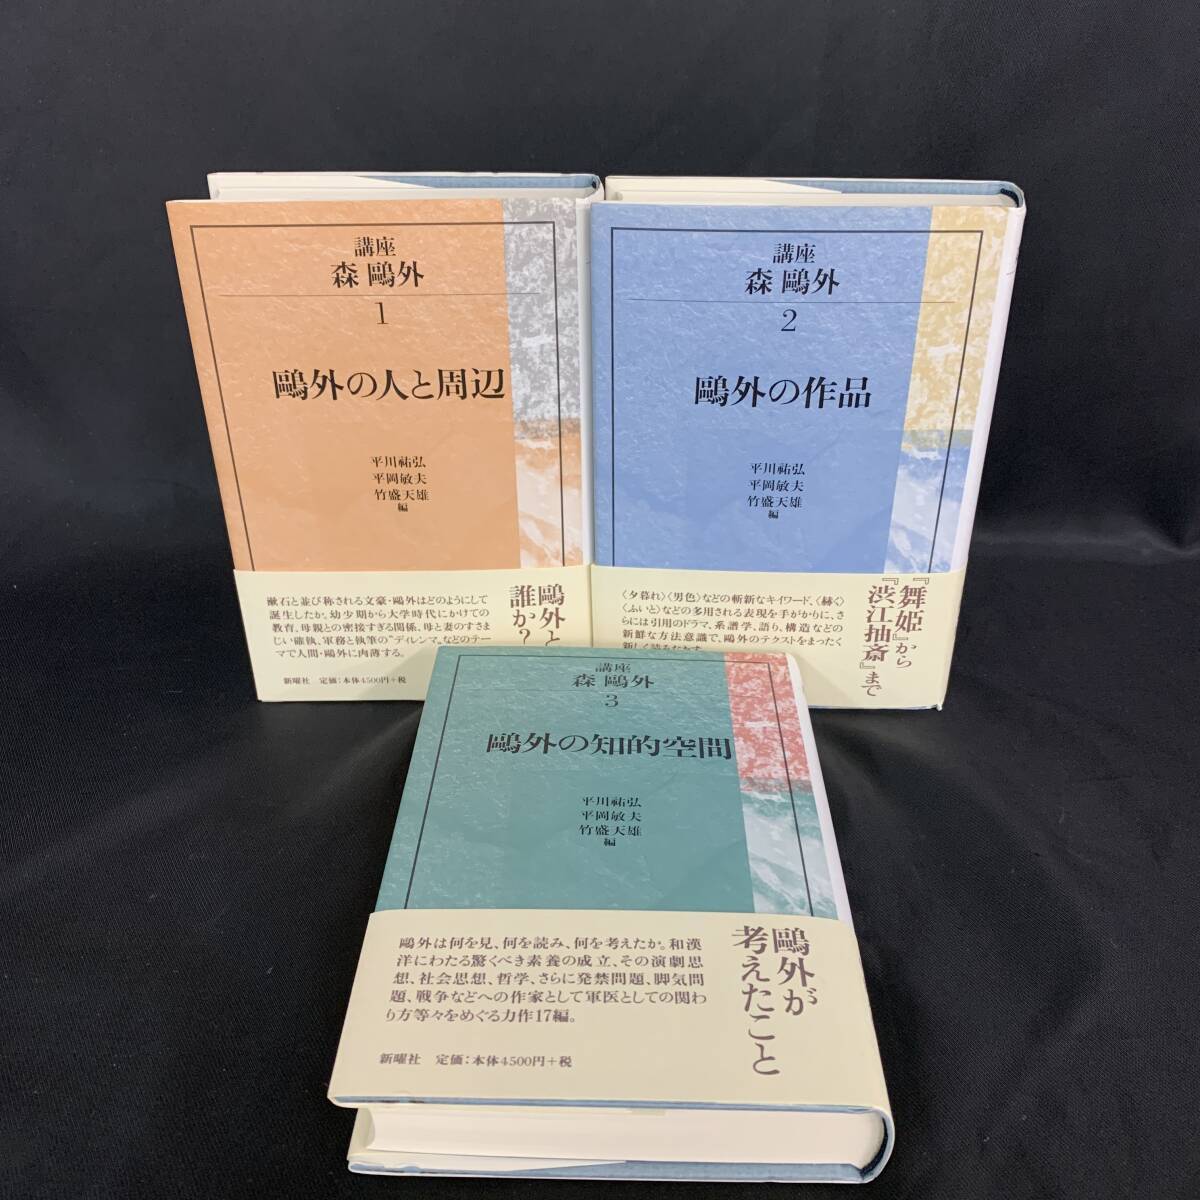 講座
森 鷗外
1
鷗外の人と周辺
平川祐弘
平岡敏夫
竹盛天雄
編
鷗外と
誰か?
漱石と並び称される文豪・鷗外はどのようにして
誕生したか。幼少期から大学時代にかけての
教育、母親との密接すぎる関係、母と妻のすさま
じい確執、軍務と執筆の“ディレンマ”などのテー
マで人間・鷗外に肉薄する。
新曜社 定価:本体4500円+税
講座
森 鷗外
2
鷗外の作品
平川祐弘
平岡敏夫
竹盛天雄
編
『舞姫』から
『渋江抽斎』まで
〈夕暮れ〉〈男色〉などの斬新なキイワード、〈赫く〉
〈ふいと〉などの多用される表現を手がかりに、さ
らには引用のドラマ、系譜学、語り、構造などの
新鮮な方法意識で、鷗外のテクストをまったく
新しく読みなおす。
講座
森 鷗外
3
鷗外の知的空間
平川祐弘
平岡敏夫
竹盛天雄
編
鷗外が
考えたこと
鷗外は何を見、何を読み、何を考えたか。和漢
洋にわたる驚くべき素養の成立、その演劇思
想、社会思想、哲学、さらに発禁問題、脚気問
題、戦争などへの作家として軍医としての関わ
り方等々をめぐる力作17編。
新曜社 定価:本体4500円+税